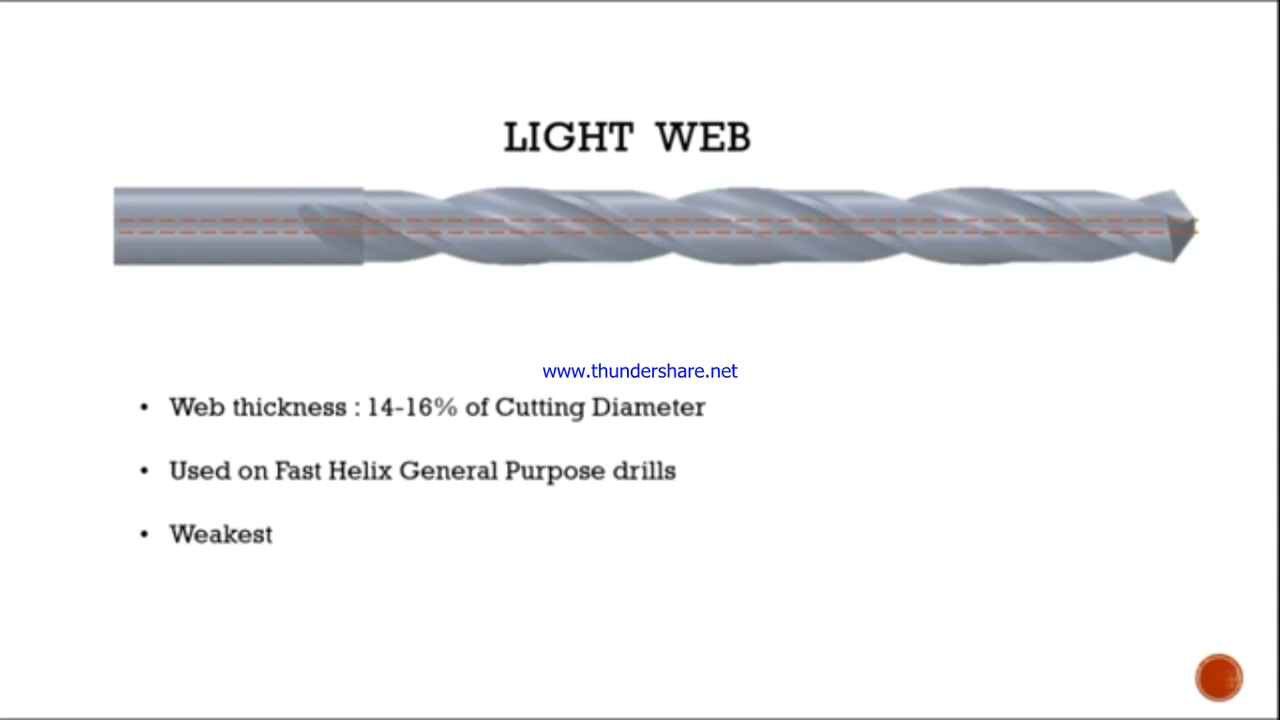 LIGHT WEB
www.thundershare.net
• Web thickness : 14-16% of Cutting Diameter
• Used on Fast Helix General Purpose drills
• Weakest